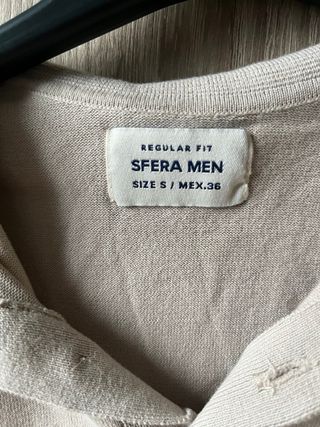 REGULAR FIT
SFERA MEN
SIZE S / MEX.36